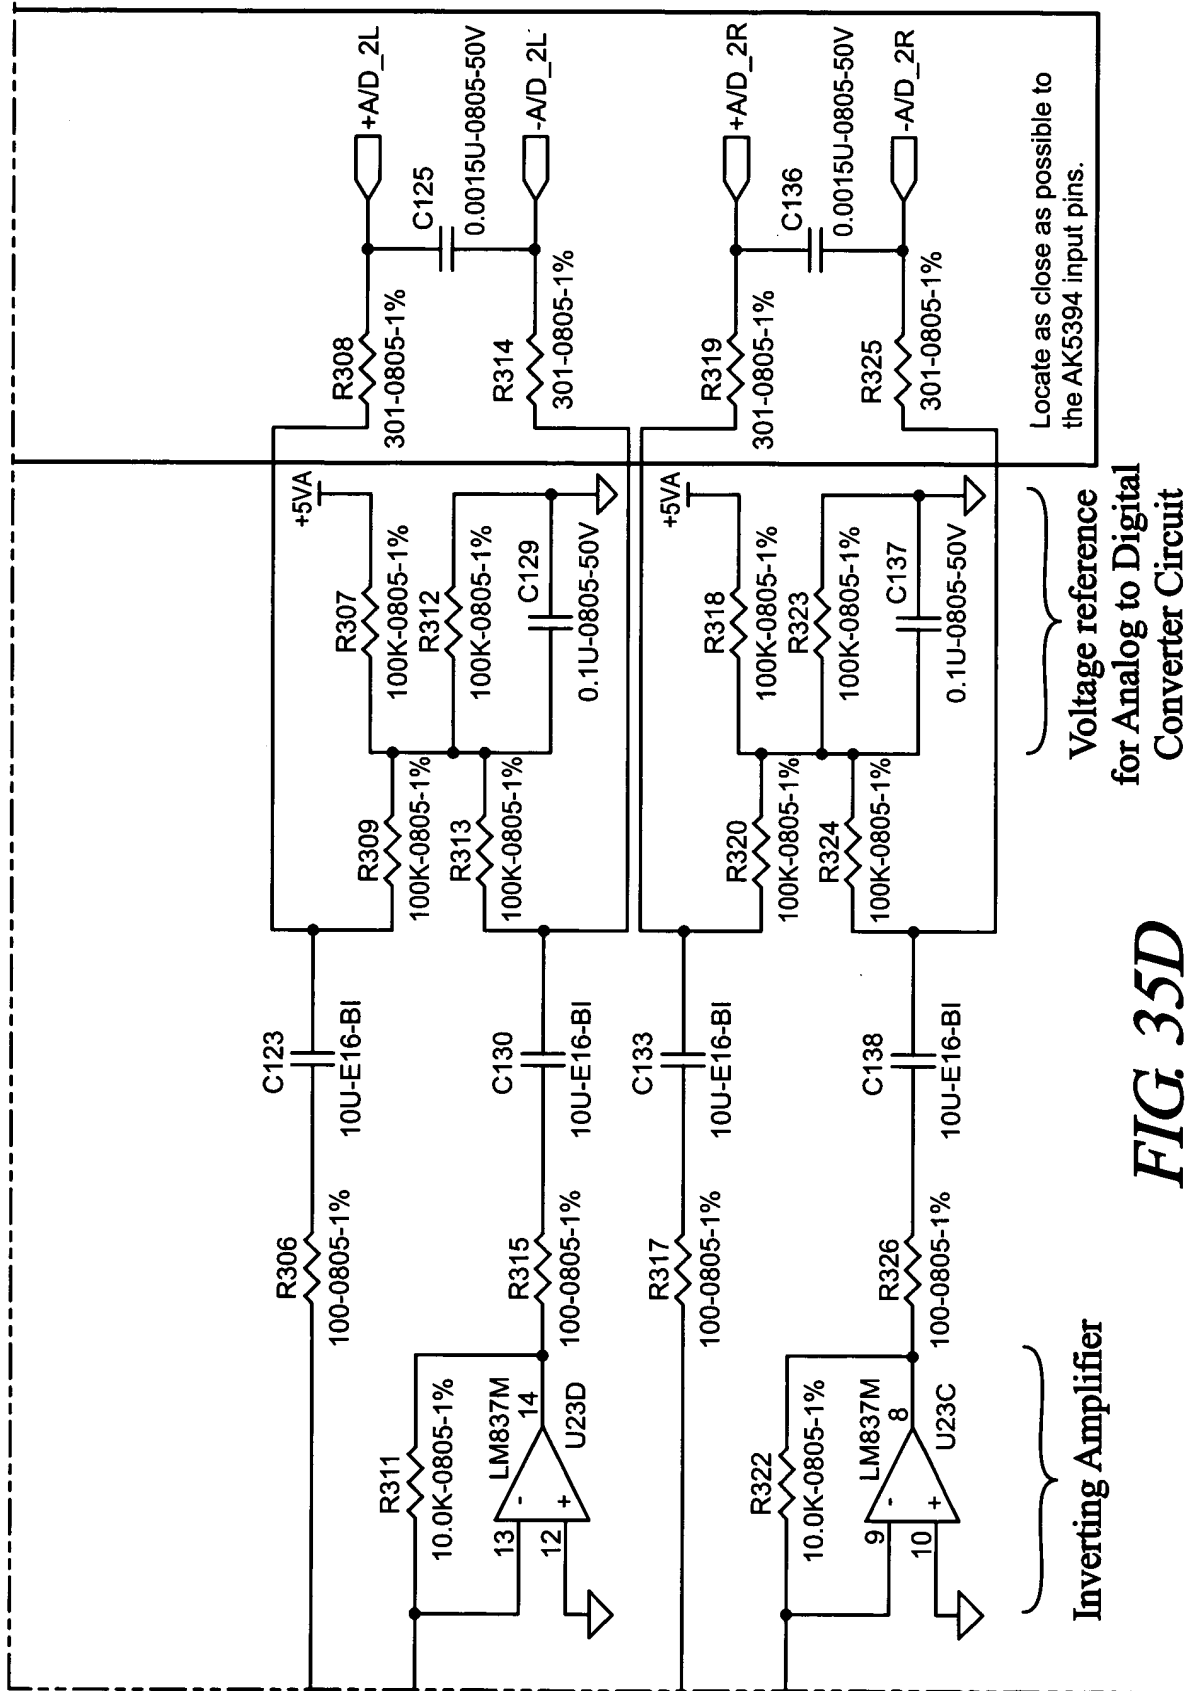 +A/D_2L
C125
0.0015U-0805-50V
-A/D_2L
R308
301-0805-1%
R314
301-0805-1%
+5VA
R307
100K-0805-1%
R312
100K-0805-1%
C129
0.1U-0805-50V
R309
100K-0805-1%
R313
100K-0805-1%
C123
10U-E16-BI
C130
10U-E16-BI
R306
100-0805-1%
R315
100-0805-1%
R311
10.0K-0805-1%
LM837M
13
-
14
12
+
U23D
+A/D_2R
C136
0.0015U-0805-50V
-A/D_2R
R319
301-0805-1%
R325
301-0805-1%
+5VA
R318
100K-0805-1%
R323
100K-0805-1%
C137
0.1U-0805-50V
R320
100K-0805-1%
R324
100K-0805-1%
C133
10U-E16-BI
C138
10U-E16-BI
R317
100-0805-1%
R326
100-0805-1%
R322
10.0K-0805-1%
LM837M
9
-
8
10
+
U23C
Locate as close as possible to
the AK5394 input pins.
Inverting Amplifier
Voltage reference
for Analog to Digital
Converter Circuit
FIG. 35D